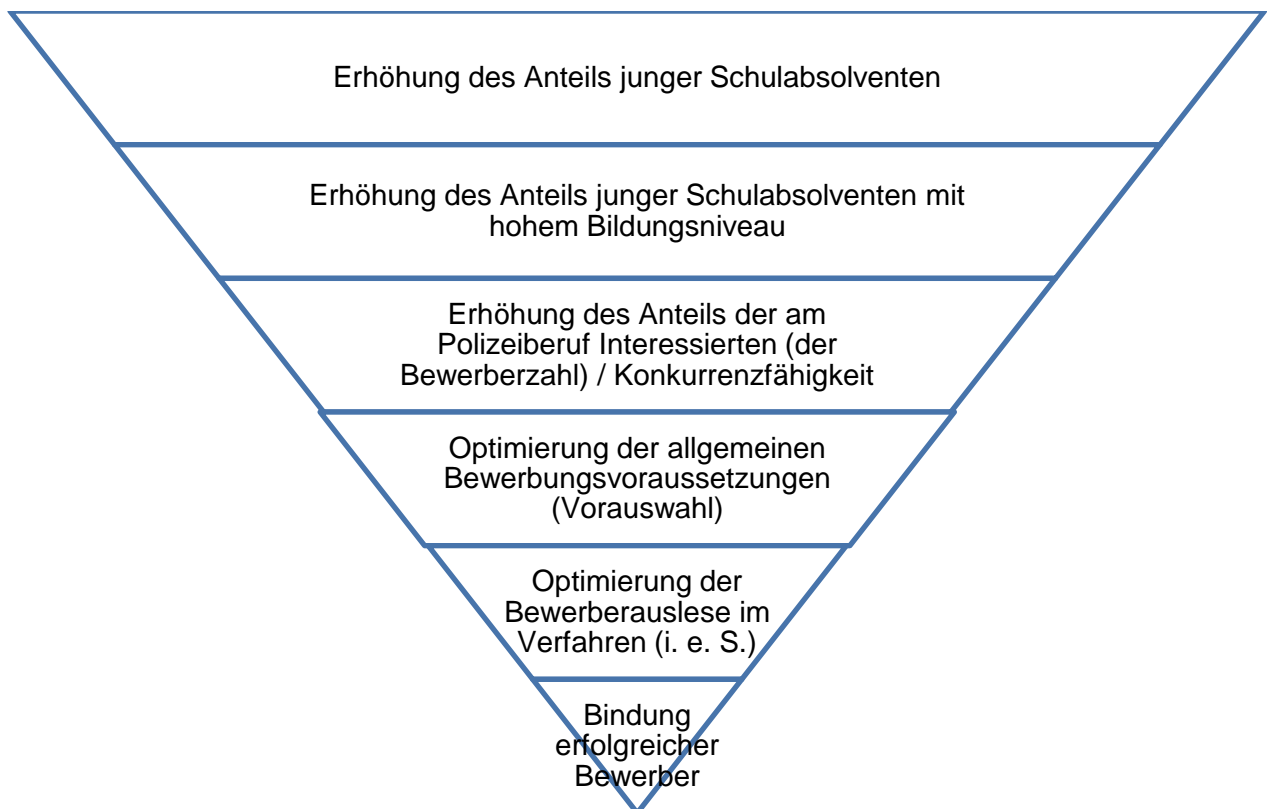 Erhöhung des Anteils junger Schulabsolventen
Erhöhung des Anteils junger Schulabsolventen mit
hohem Bildungsniveau
Erhöhung des Anteils der am
Polizeiberuf Interessierten (der
Bewerberzahl) / Konkurrenzfähigkeit
Optimierung der allgemeinen
Bewerbungsvoraussetzungen
(Vorauswahl)
Optimierung der
Bewerberauslese im
Verfahren (i. e. S.)
Bindung
erfolgreicher
Bewerber